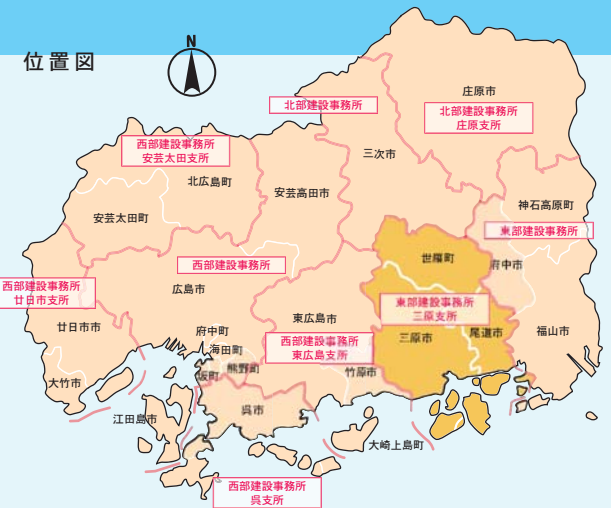 位置図
N
庄原市
北部建設事務所
北部建設事務所
庄原支所
西部建設事務所
安芸太田支所
三次市
北広島町
安芸高田市
神石高原町
安芸太田町
東部建設事務所
世羅町
府中市
西部建設事務所
西部建設事務所
廿日市支所
広島市
東部建設事務所
三原支所
東広島市
廿日市市
府中町
三原市
尾道市
福山市
海田町
西部建設事務所
東広島支所
熊野町
坂町
竹原市
大竹市
呉市
江田島市
大崎上島町
西部建設事務所
呉支所